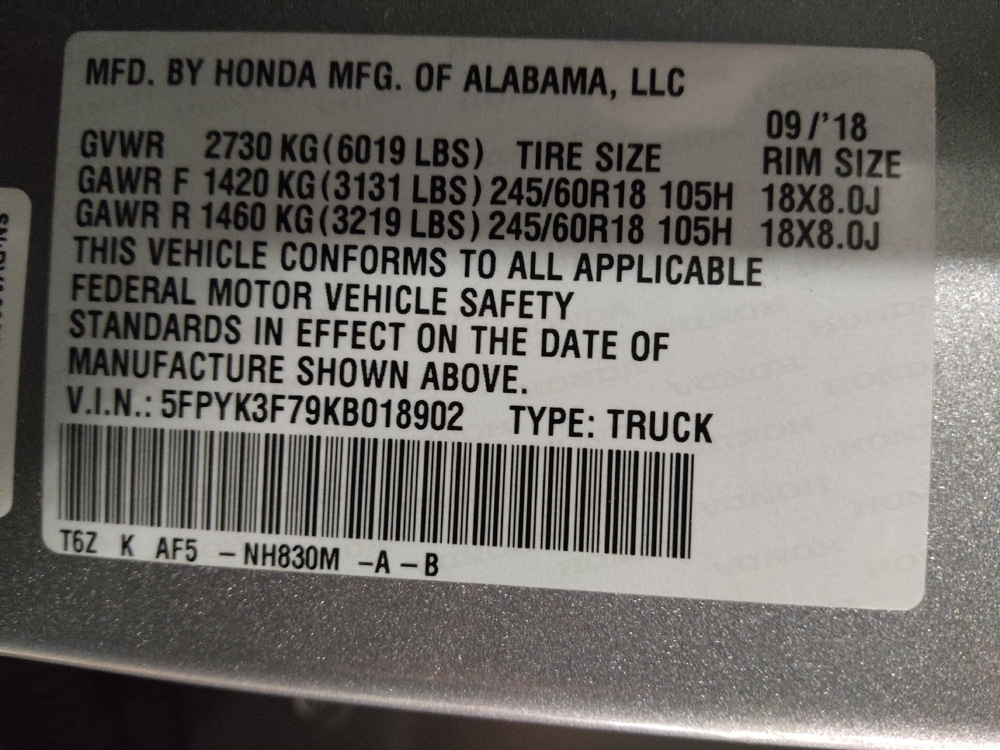 MFD. BY HONDA MFG. OF ALABAMA, LLC
09/'18
GVWR 2730 KG(6019 LBS) TIRE SIZE RIM SIZE
GAWR F 1420 KG(3131 LBS) 245/60R18 105H 18X8.0J
GAWR R 1460 KG(3219 LBS) 245/60R18 105H 18X8.0J
THIS VEHICLE CONFORMS TO ALL APPLICABLE
FEDERAL MOTOR VEHICLE SAFETY
STANDARDS IN EFFECT ON THE DATE OF
MANUFACTURE SHOWN ABOVE.
V.I.N.: 5FPYK3F79KB018902 TYPE: TRUCK
T6Z K AF5 – NH830M –A – B